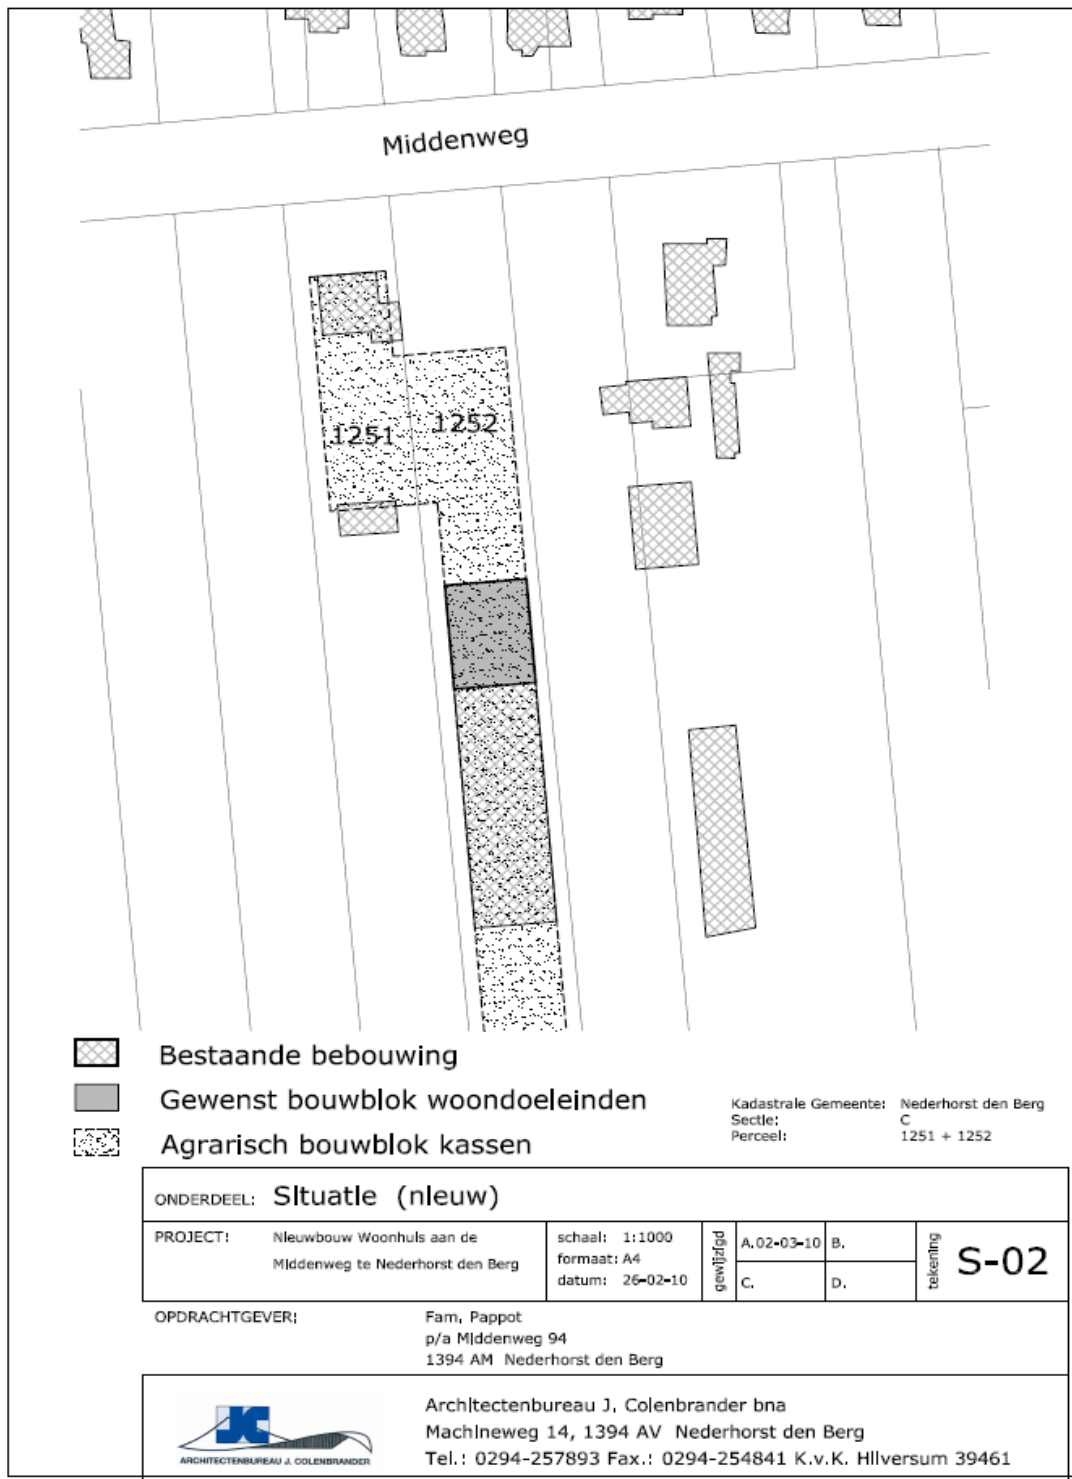 Middenweg
1251
1252
Bestaande bebouwing
Gewenst bouwblok woondoeleinden
Agrarisch bouwblok kassen
Kadastrale Gemeente: Nederhorst den Berg
Sectie: C
Perceel: 1251 + 1252
ONDERDEEL: Situatie (nieuw)
PROJECT: Nieuwbouw Woonhuis aan de
Middenweg te Nederhorst den Berg
schaal: 1:1000
formaat: A4
datum: 26-02-10
gewijzigd
A.02-03-10
B.
C.
D.
tekening
S-02
OPDRACHTGEVER: Fam. Pappot
p/a Middenweg 94
1394 AM Nederhorst den Berg
JC
ARCHITECTENBUREAU J. COLENBRANDER
Architectenbureau J. Colenbrander bna
Machineweg 14, 1394 AV Nederhorst den Berg
Tel.: 0294-257893 Fax.: 0294-254841 K.v.K. Hilversum 39461